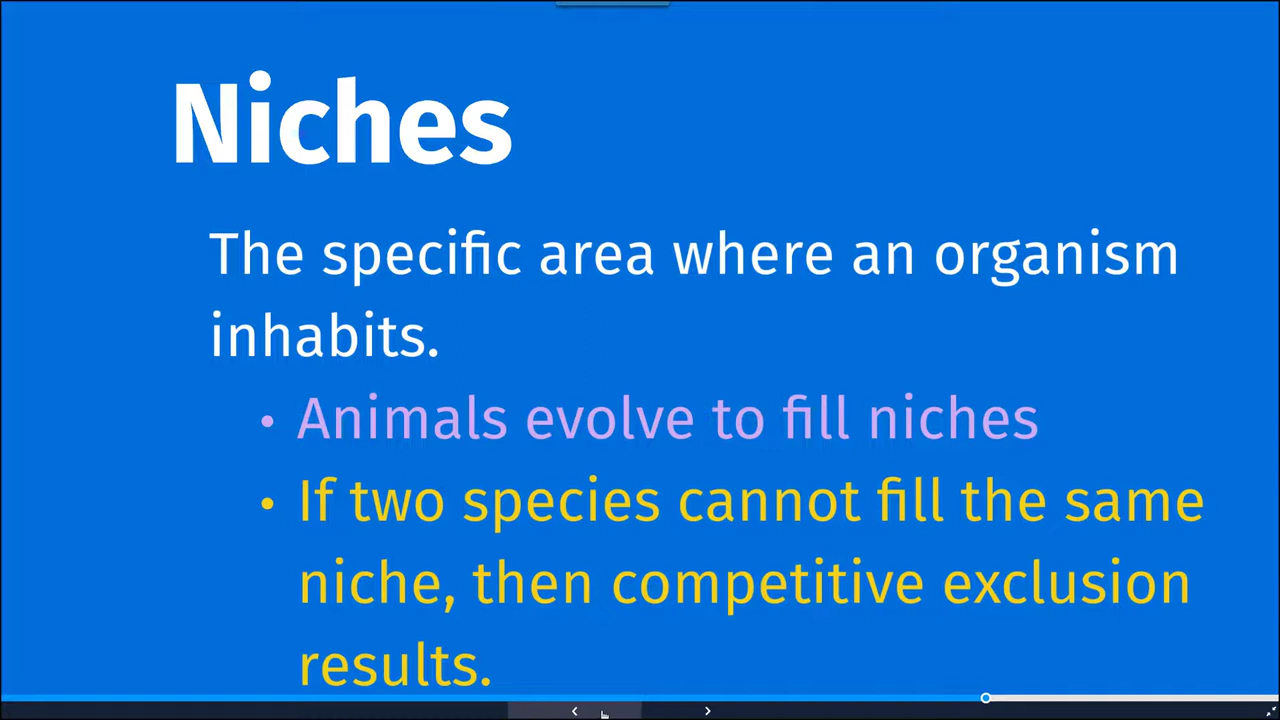 Niches
The specific area where an organism
inhabits.
• Animals evolve to fill niches
• If two species cannot fill the same
niche, then competitive exclusion
results.